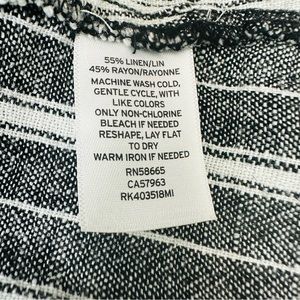 55% LINEN/LIN
45% RAYON/RAYONNE
MACHINE WASH COLD,
GENTLE CYCLE, WITH
LIKE COLORS
ONLY NON-CHLORINE
BLEACH IF NEEDED
RESHAPE, LAY FLAT
TO DRY
WARM IRON IF NEEDED
RN58665
CA57963
RK403518MI